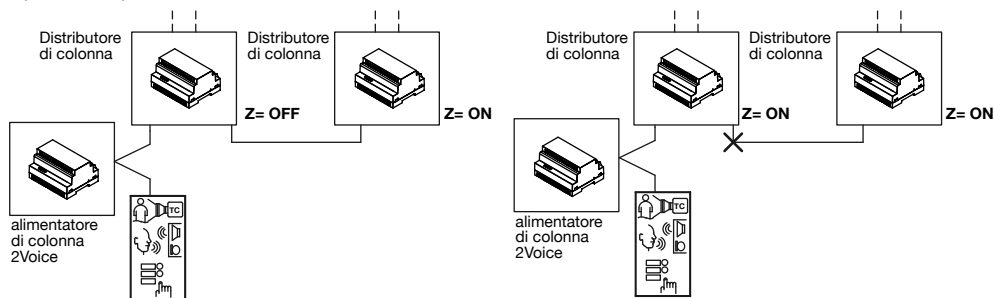 Distributore
di colonna
Distributore
di colonna
Z= OFF
Z= ON
alimentatore
di colonna
2Voice
TC
Distributore
di colonna
Distributore
di colonna
Z= ON
Z= ON
alimentatore
di colonna
2Voice
TC